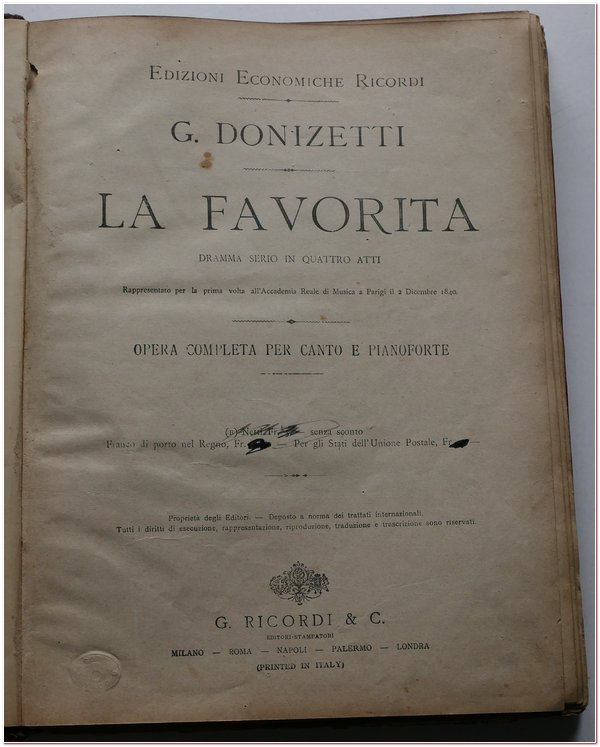 EDIZIONI ECONOMICHE RICORDI
G. DONIZETTI
LA FAVORITA
DRAMMA SERIO IN QUATTRO ATTI
Rappresentato per la prima volta all'Accademia Reale di Musica a Parigi il 2 Dicembre 1840.
OPERA COMPLETA PER CANTO E PIANOFORTE
(B) Netti Fr. senza sconto
Franco di porto nel Regno, Fr. — Per gli Stati dell'Unione Postale, Fr. —
Proprietà degli Editori. — Deposto a norma dei trattati internazionali.
Tutti i diritti di esecuzione, rappresentazione, riproduzione, traduzione e trascrizione sono riservati.
G. RICORDI & C.
EDITORI-STAMPATORI
MILANO — ROMA — NAPOLI — PALERMO — LONDRA
(PRINTED IN ITALY)